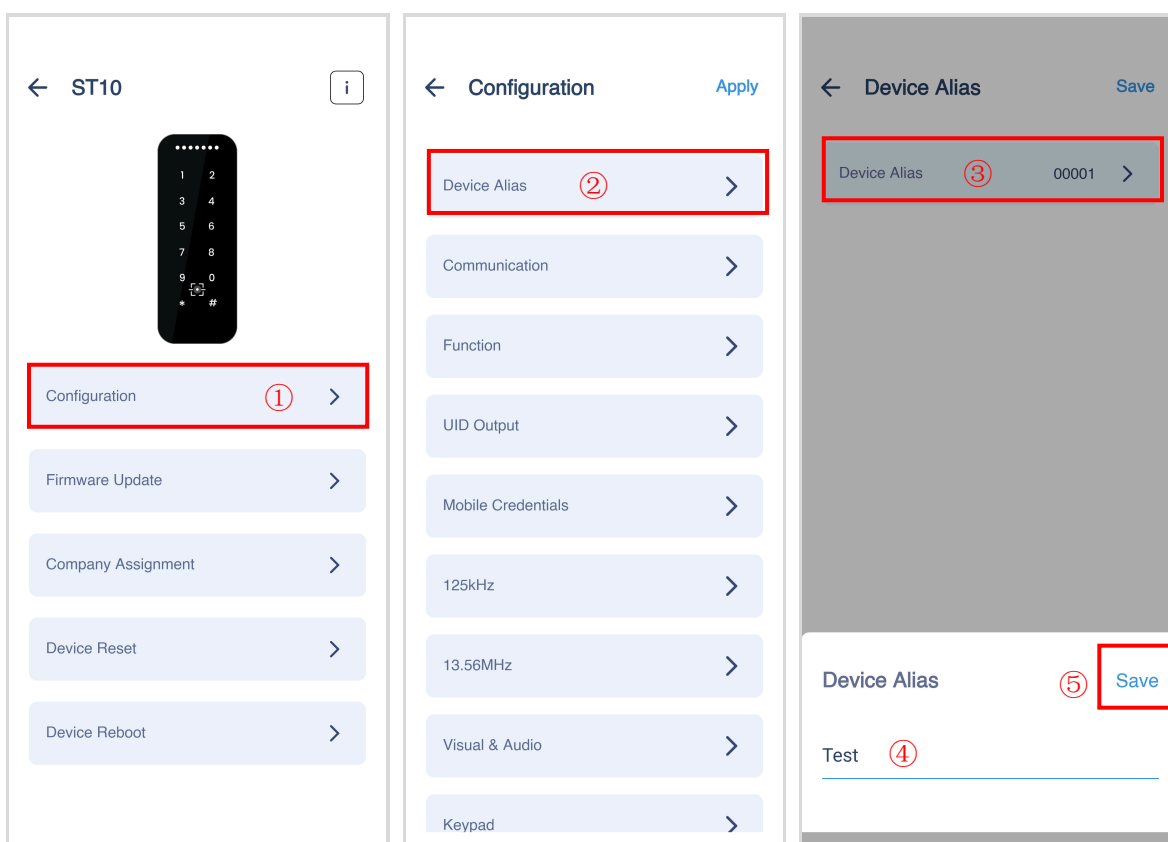 ST10
i
1 2
3 4
5 6
7 8
9 0
* #
Configuration ①
Firmware Update
Company Assignment
Device Reset
Device Reboot
Configuration Apply
Device Alias ②
Communication
Function
UID Output
Mobile Credentials
125kHz
13.56MHz
Visual & Audio
Keypad
Device Alias Save
Device Alias ③ 00001
Device Alias ⑤ Save
Test ④